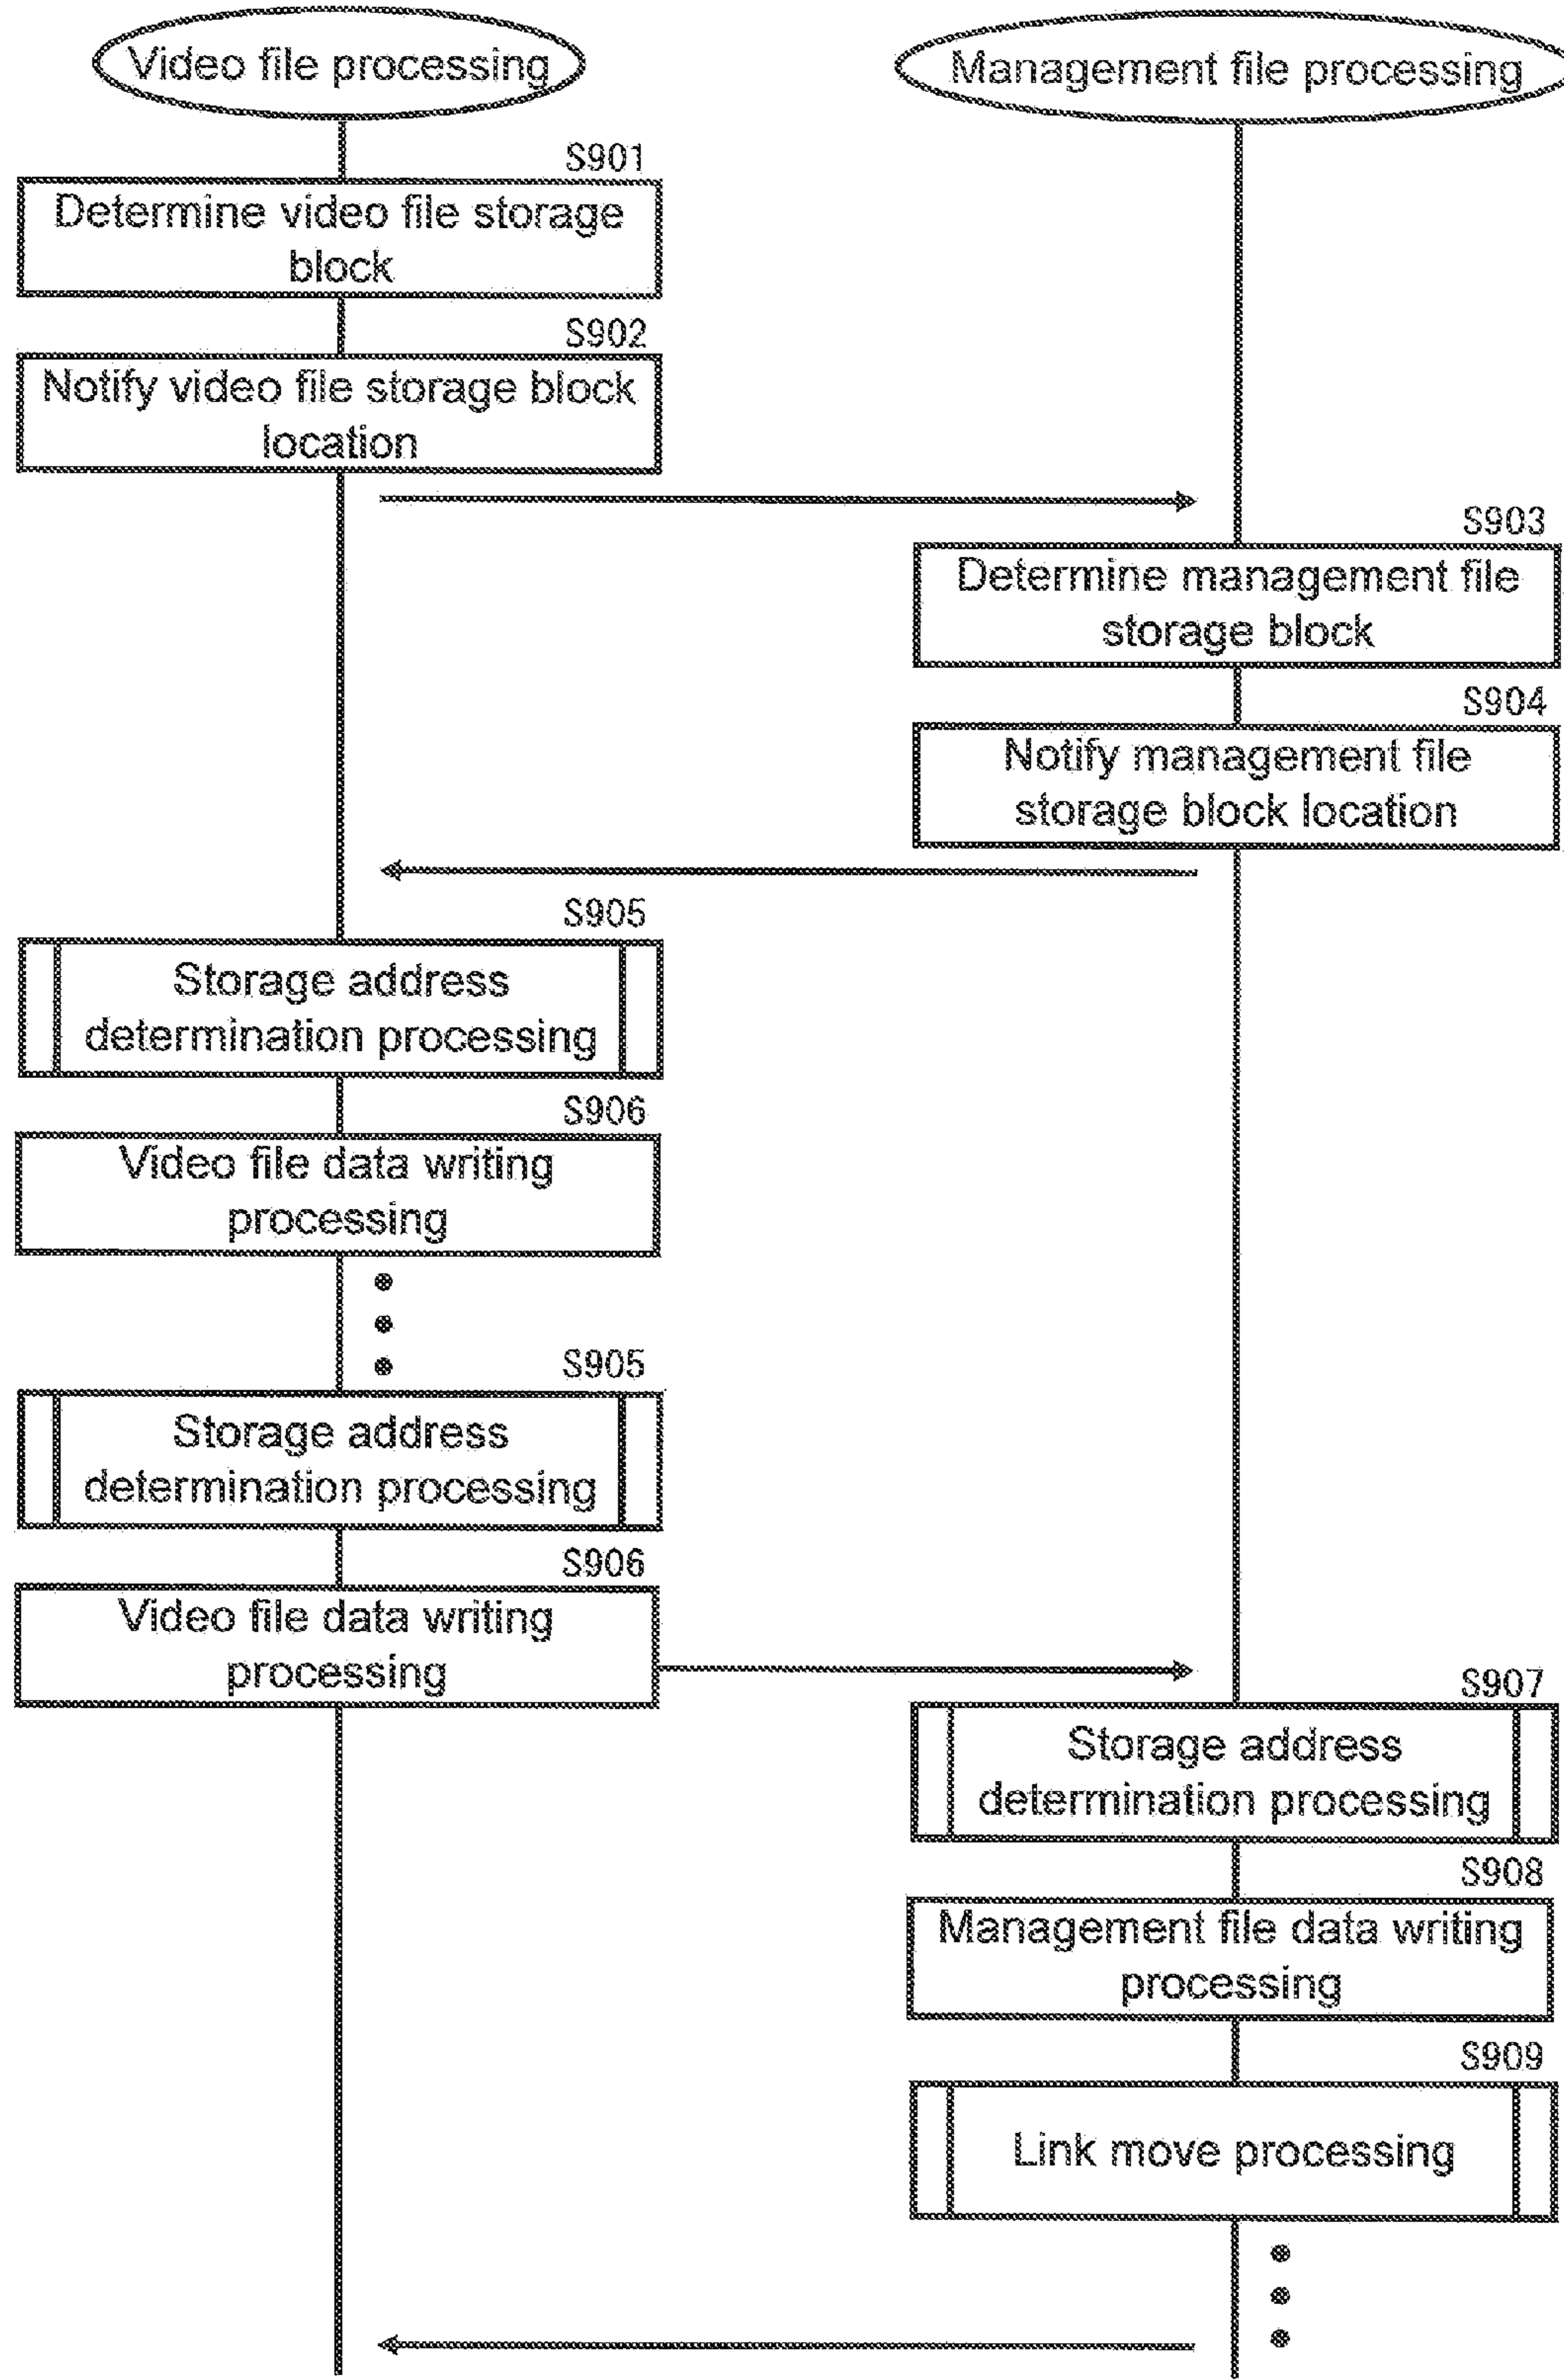 Video file processing
Management file processing
S901
Determine video file storage
block
S902
Notify video file storage block
location
S903
Determine management file
storage block
S904
Notify management file
storage block location
S905
Storage address
determination processing
S906
Video file data writing
processing
S905
Storage address
determination processing
S906
Video file data writing
processing
S907
Storage address
determination processing
S908
Management file data writing
processing
S909
Link move processing